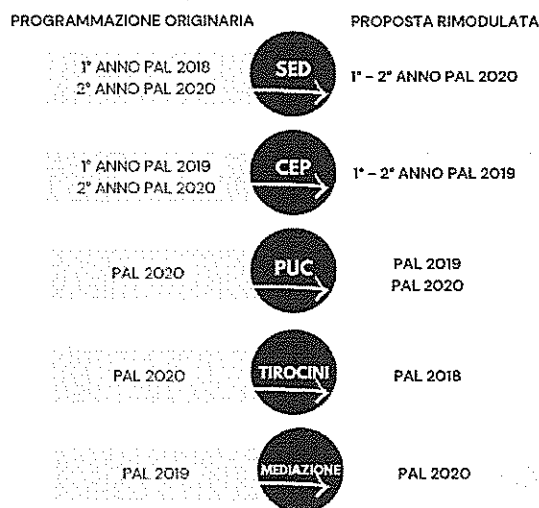 PROGRAMMAZIONE ORIGINARIA
PROPOSTA RIMODULATA
1° ANNO PAL 2018
2° ANNO PAL 2020
SED
1° – 2° ANNO PAL 2020
1° ANNO PAL 2019
2° ANNO PAL 2020
CEP
1° – 2° ANNO PAL 2019
PAL 2020
PUC
PAL 2019
PAL 2020
PAL 2020
TIROCINI
PAL 2018
PAL 2019
MEDIAZIONE
PAL 2020